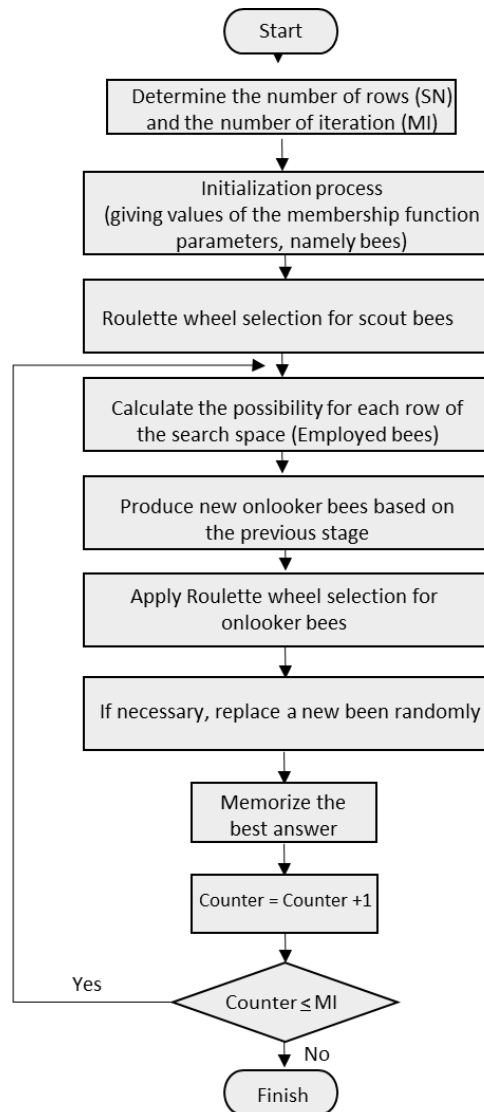 Start
Determine the number of rows (SN)
and the number of iteration (MI)
Initialization process
(giving values of the membership function
parameters, namely bees)
Roulette wheel selection for scout bees
Calculate the possibility for each row of
the search space (Employed bees)
Produce new onlooker bees based on
the previous stage
Apply Roulette wheel selection for
onlooker bees
If necessary, replace a new been randomly
Memorize the
best answer
Counter = Counter +1
Yes
Counter ≤ MI
No
Finish